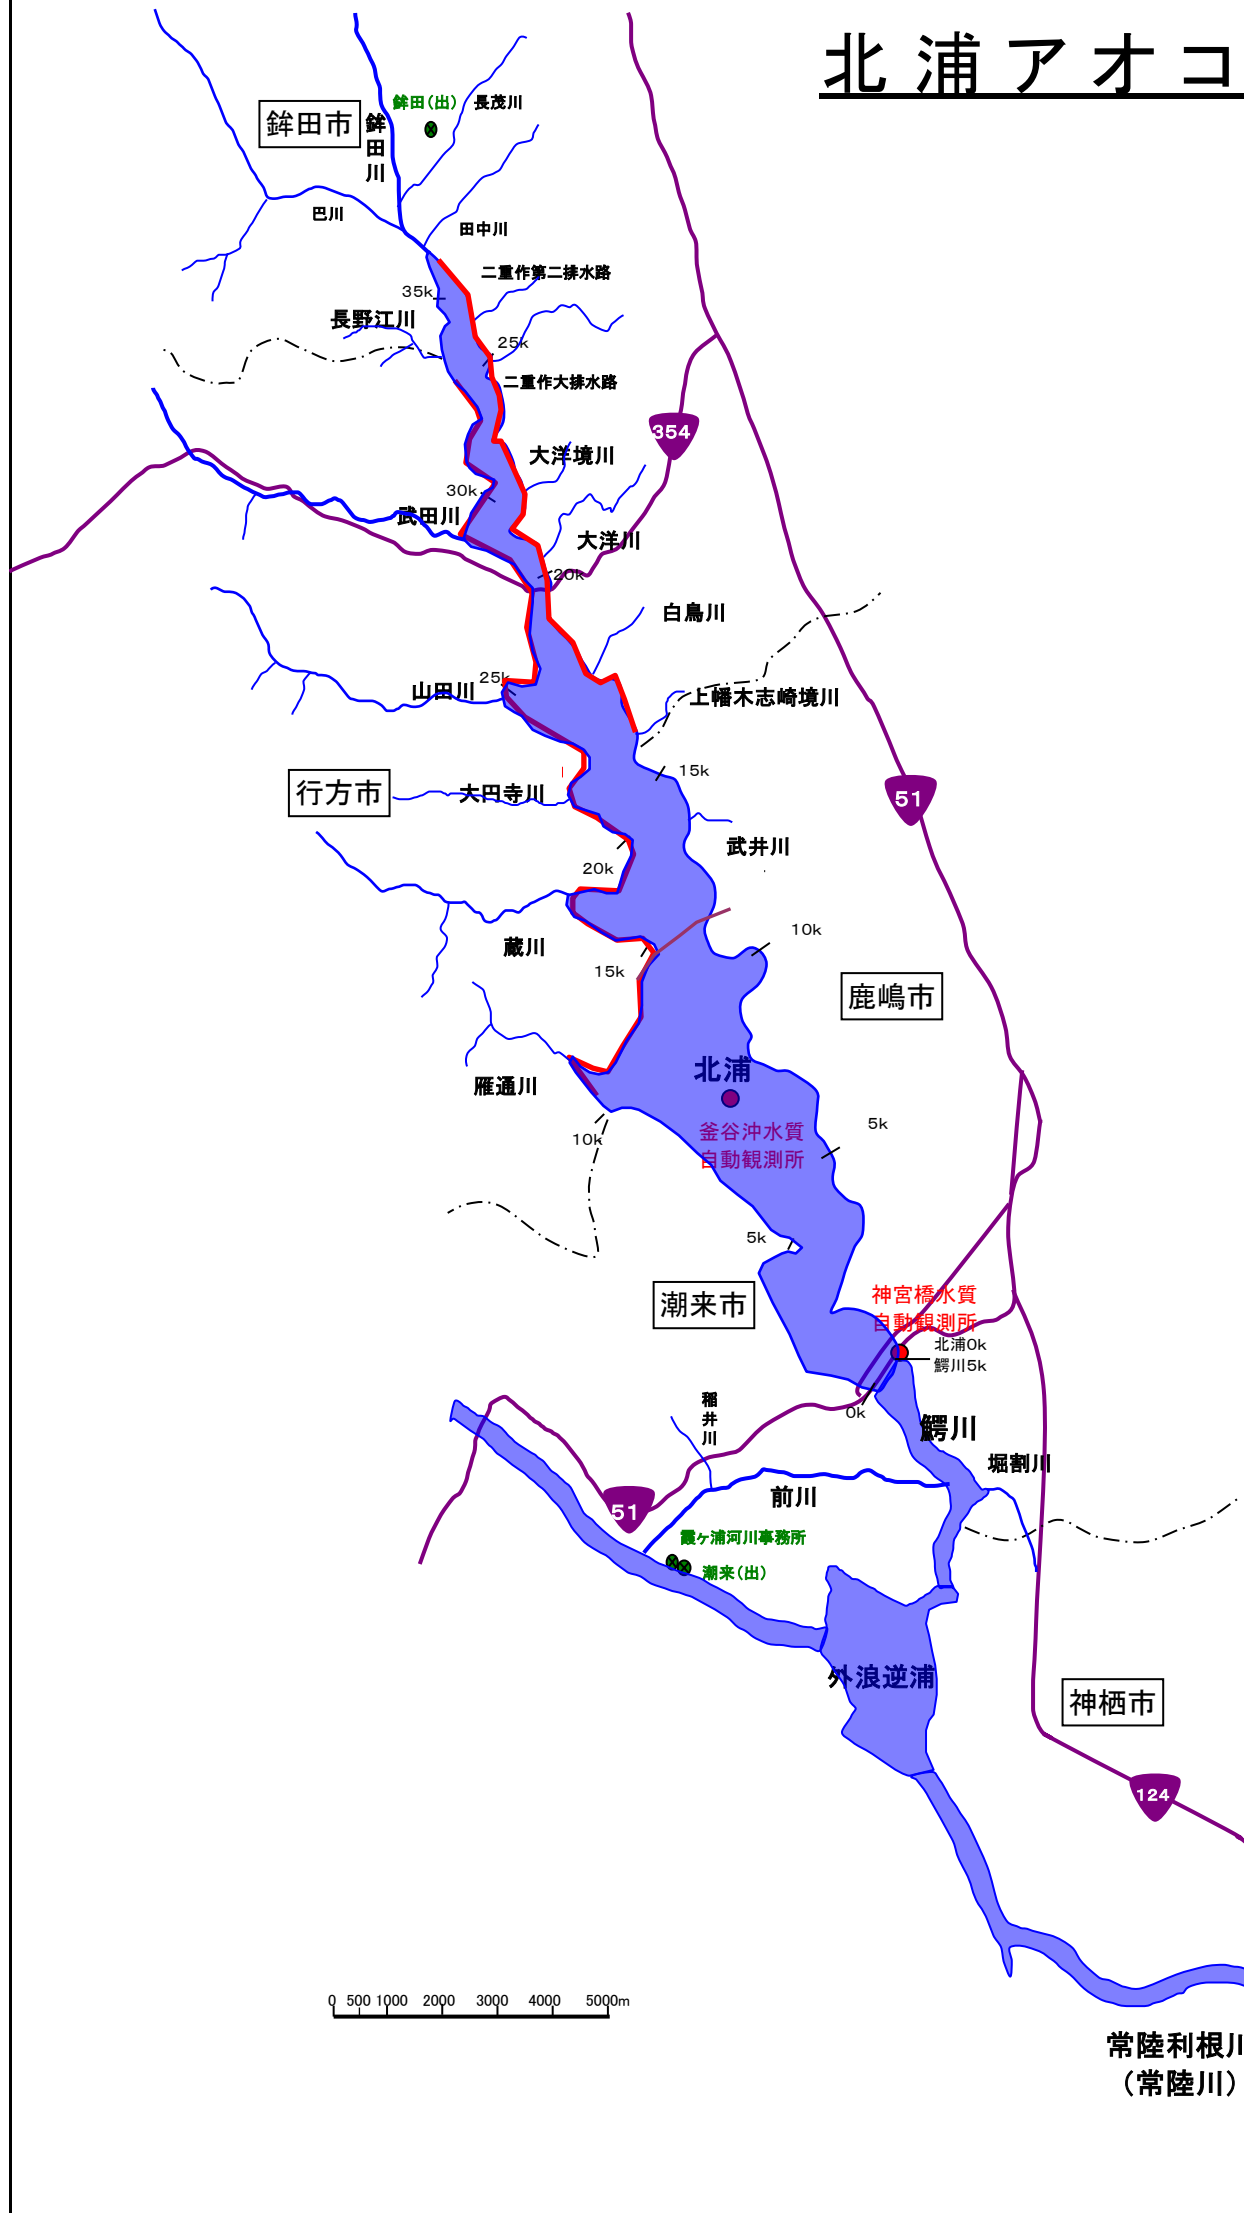 北浦アオコ
鉾田(出)
長茂川
鉾田市
鉾田川
巴川
田中川
二重作第二排水路
35k
長野江川
25k
二重作大排水路
354
大洋境川
30k
武田川
大洋川
20k
白鳥川
25k
山田川
上幡木志崎境川
15k
行方市
大円寺川
51
武井川
20k
10k
蔵川
15k
鹿嶋市
北浦
雁通川
釜谷沖水質
自動観測所
5k
10k
5k
潮来市
神宮橋水質
自動観測所
北浦0k
鰐川5k
0k
稲井川
鰐川
堀割川
前川
51
霞ヶ浦河川事務所
潮来(出)
外浪逆浦
神栖市
124
0 500 1000 2000 3000 4000 5000m
常陸利根川
(常陸川)